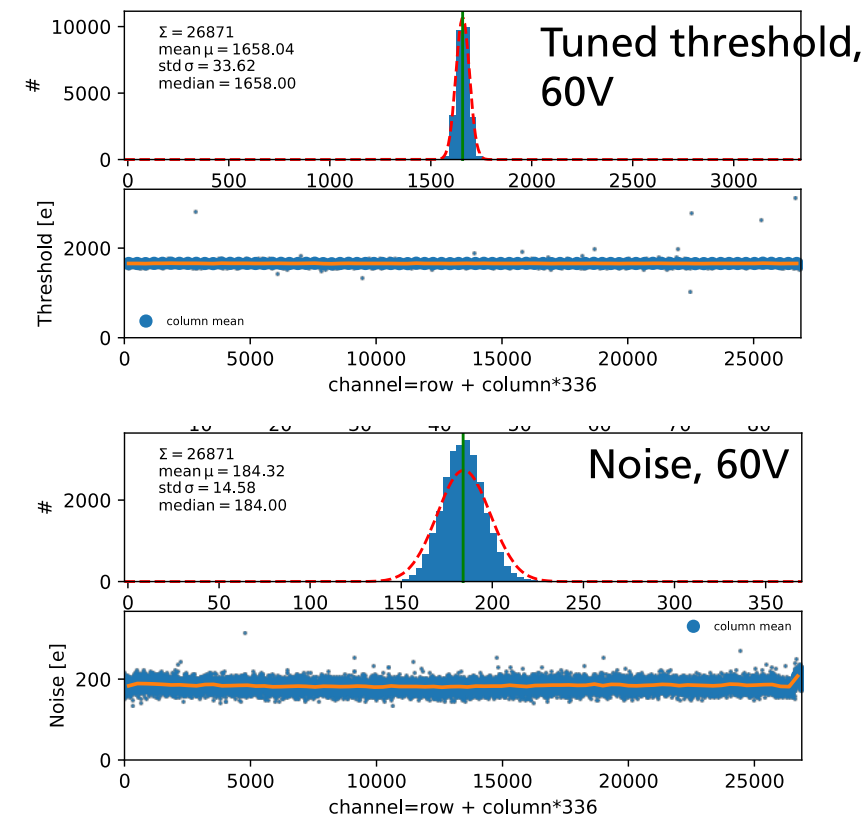 Σ = 26871
mean μ = 1658.04
std σ = 33.62
median = 1658.00
Tuned threshold,
60V
#
10000
5000
0
0 500 1000 1500 2000 2500 3000
Threshold [e]
2000
0
column mean
0 5000 10000 15000 20000 25000
channel=row + column*336
Σ = 26871
mean μ = 184.32
std σ = 14.58
median = 184.00
Noise, 60V
#
2000
0
0 50 100 150 200 250 300 350
column mean
Noise [e]
200
0
0 5000 10000 15000 20000 25000
channel=row + column*336